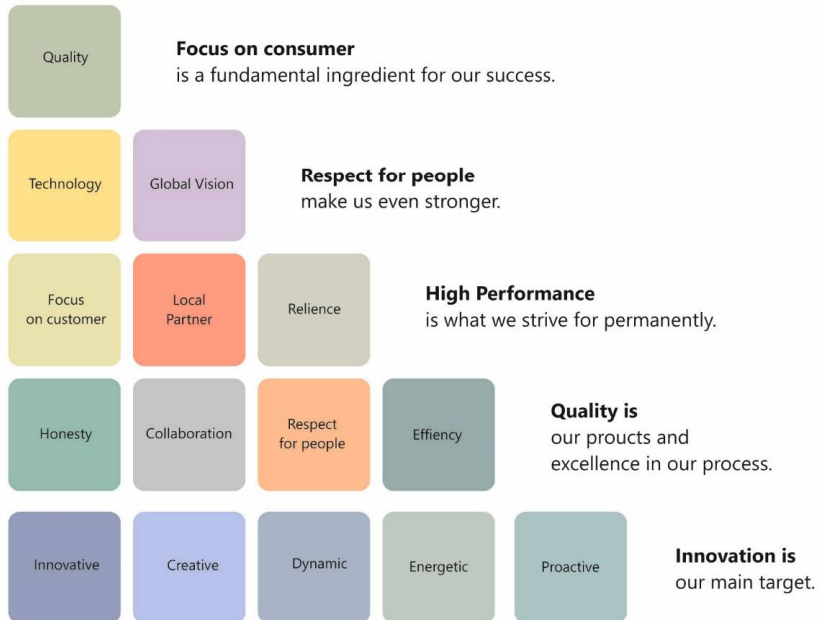 Quality
Focus on consumer
is a fundamental ingredient for our success.
Technology
Global Vision
Respect for people
make us even stronger.
Focus
on customer
Local
Partner
Relience
High Performance
is what we strive for permanently.
Honesty
Collaboration
Respect
for people
Effiency
Quality is
our proucts and
excellence in our process.
Innovative
Creative
Dynamic
Energetic
Proactive
Innovation is
our main target.